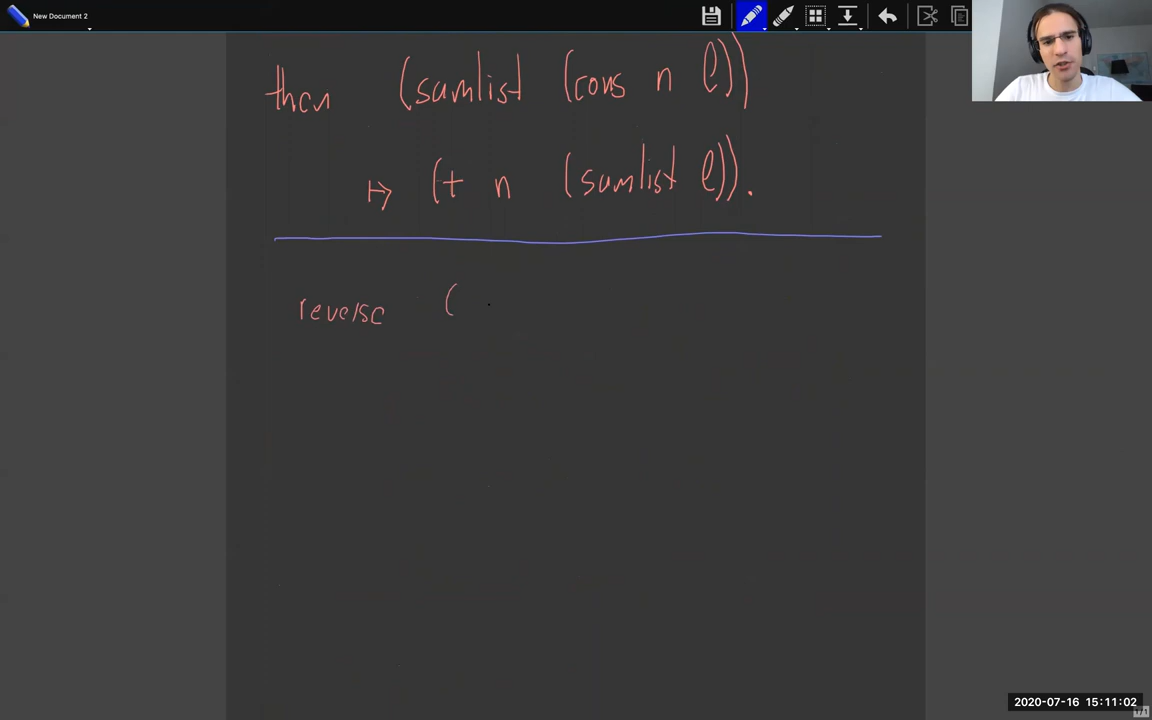 New Document 2
then (sumlist (cons n l))
↦ (+ n (sumlist l)).
reverse (
2020-07-16 15:11:02